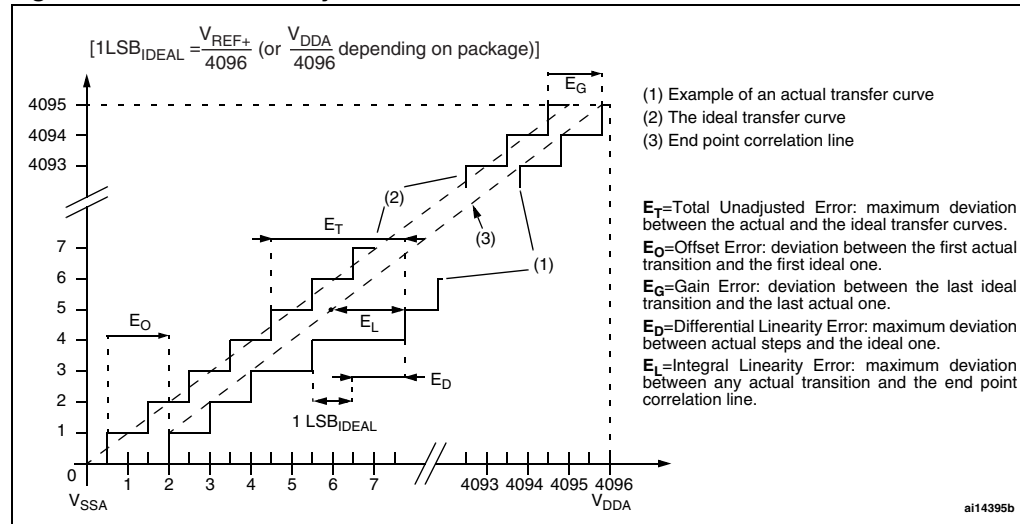 [1LSB_IDEAL = V_REF+ / 4096 (or V_DDA / 4096 depending on package)]
E_G
4095
4094
4093
7
6
5
4
3
2
1
0
E_O
E_T
E_L
E_D
1 LSB_IDEAL
(2)
(3)
(1)
1 2 3 4 5 6 7 4093 4094 4095 4096
V_SSA
V_DDA
(1) Example of an actual transfer curve
(2) The ideal transfer curve
(3) End point correlation line
E_T=Total Unadjusted Error: maximum deviation
between the actual and the ideal transfer curves.
E_O=Offset Error: deviation between the first actual
transition and the first ideal one.
E_G=Gain Error: deviation between the last ideal
transition and the last actual one.
E_D=Differential Linearity Error: maximum deviation
between actual steps and the ideal one.
E_L=Integral Linearity Error: maximum deviation
between any actual transition and the end point
correlation line.
ai14395b